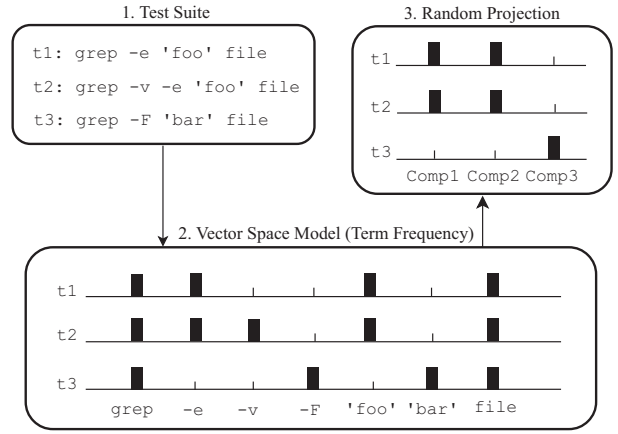 1. Test Suite
t1: grep -e 'foo' file
t2: grep -v -e 'foo' file
t3: grep -F 'bar' file
3. Random Projection
t1
t2
t3
Comp1 Comp2 Comp3
2. Vector Space Model (Term Frequency)
t1
t2
t3
grep -e -v -F 'foo' 'bar' file